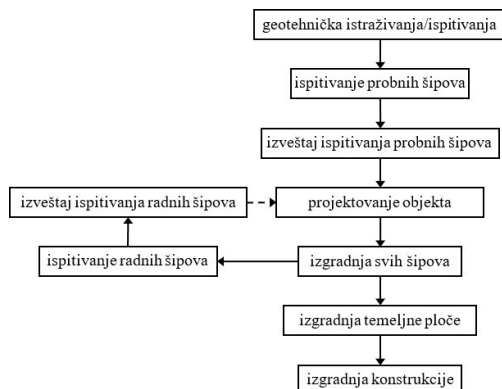 geotehnička istraživanja/ispitivanja
ispitivanje probnih šipova
izveštaj ispitivanja probnih šipova
izveštaj ispitivanja radnih šipova
projektovanje objekta
ispitivanje radnih šipova
izgradnja svih šipova
izgradnja temeljne ploče
izgradnja konstrukcije